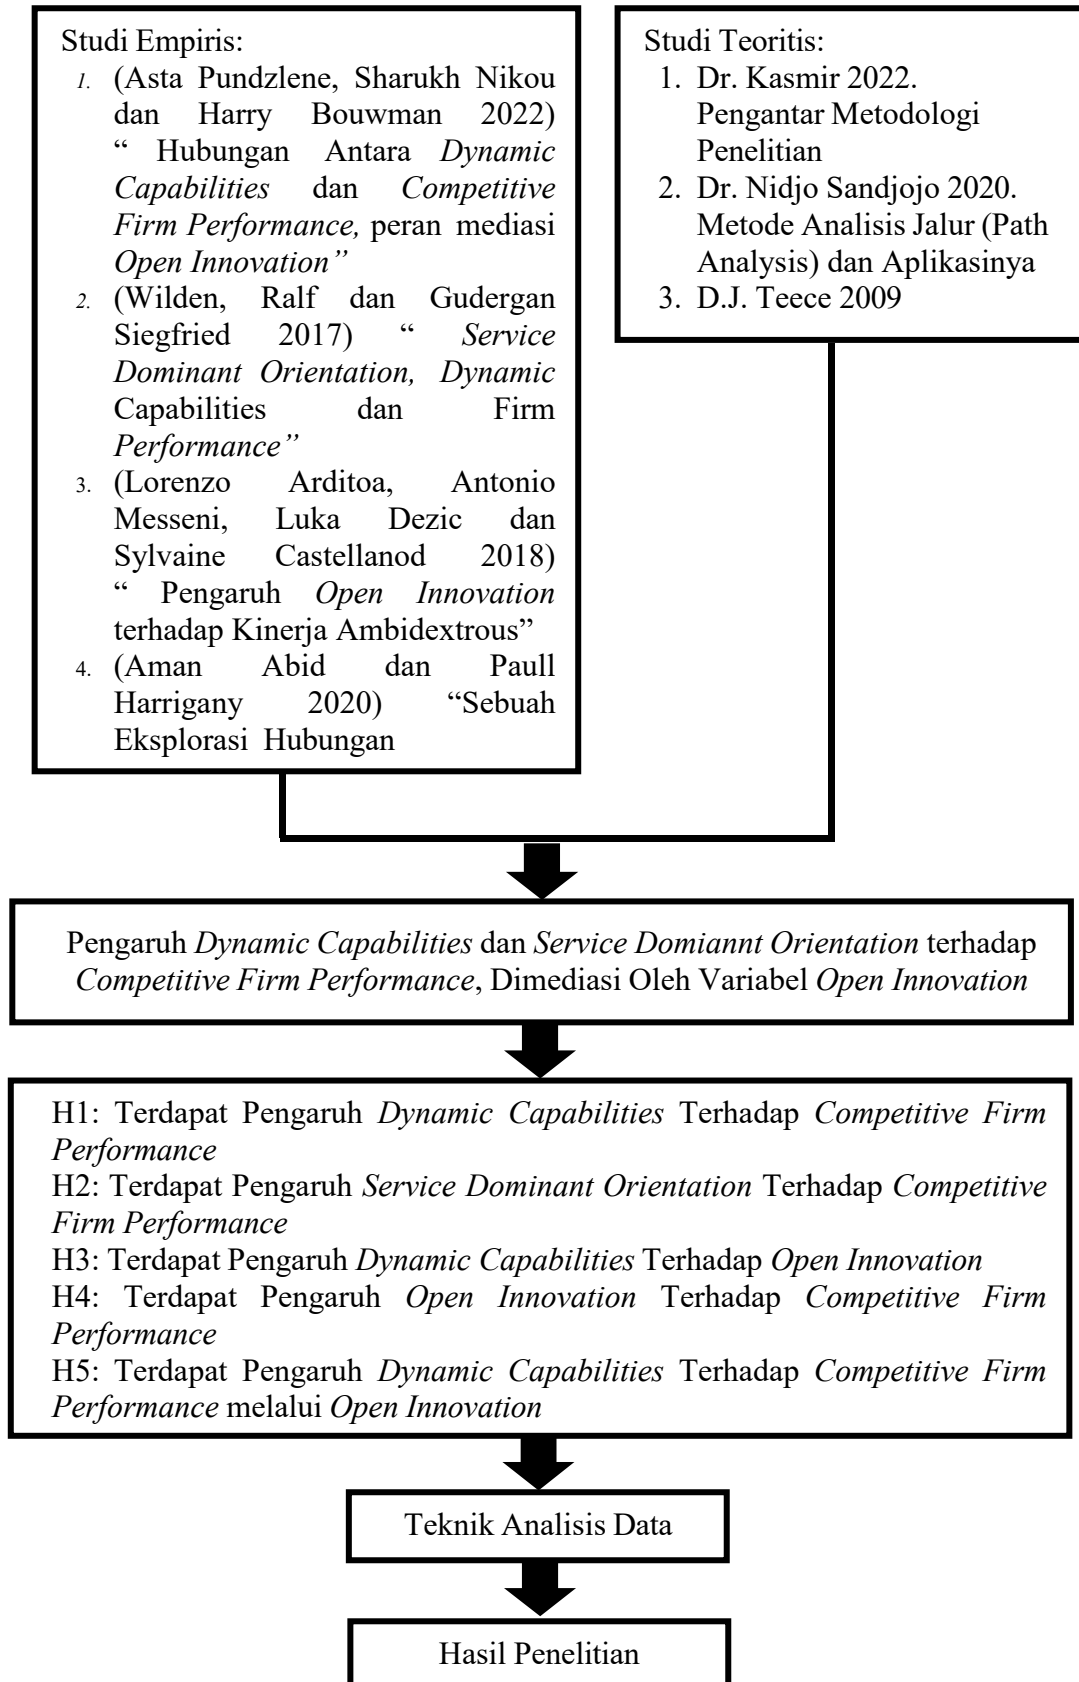 Studi Empiris:
1. (Asta Pundzlene, Sharukh Nikou
dan Harry Bouwman 2022)
“ Hubungan Antara Dynamic
Capabilities dan Competitive
Firm Performance, peran mediasi
Open Innovation”
2. (Wilden, Ralf dan Gudergan
Siegfried 2017) “ Service
Dominant Orientation, Dynamic
Capabilities dan Firm
Performance”
3. (Lorenzo Arditoa, Antonio
Messeni, Luka Dezic dan
Sylvaine Castellanod 2018)
“ Pengaruh Open Innovation
terhadap Kinerja Ambidextrous”
4. (Aman Abid dan Paull
Harrigany 2020) “Sebuah
Eksplorasi Hubungan
Studi Teoritis:
1. Dr. Kasmir 2022.
Pengantar Metodologi
Penelitian
2. Dr. Nidjo Sandjojo 2020.
Metode Analisis Jalur (Path
Analysis) dan Aplikasinya
3. D.J. Teece 2009
Pengaruh Dynamic Capabilities dan Service Domiannt Orientation terhadap
Competitive Firm Performance, Dimediasi Oleh Variabel Open Innovation
H1: Terdapat Pengaruh Dynamic Capabilities Terhadap Competitive Firm
Performance
H2: Terdapat Pengaruh Service Dominant Orientation Terhadap Competitive
Firm Performance
H3: Terdapat Pengaruh Dynamic Capabilities Terhadap Open Innovation
H4: Terdapat Pengaruh Open Innovation Terhadap Competitive Firm
Performance
H5: Terdapat Pengaruh Dynamic Capabilities Terhadap Competitive Firm
Performance melalui Open Innovation
Teknik Analisis Data
Hasil Penelitian